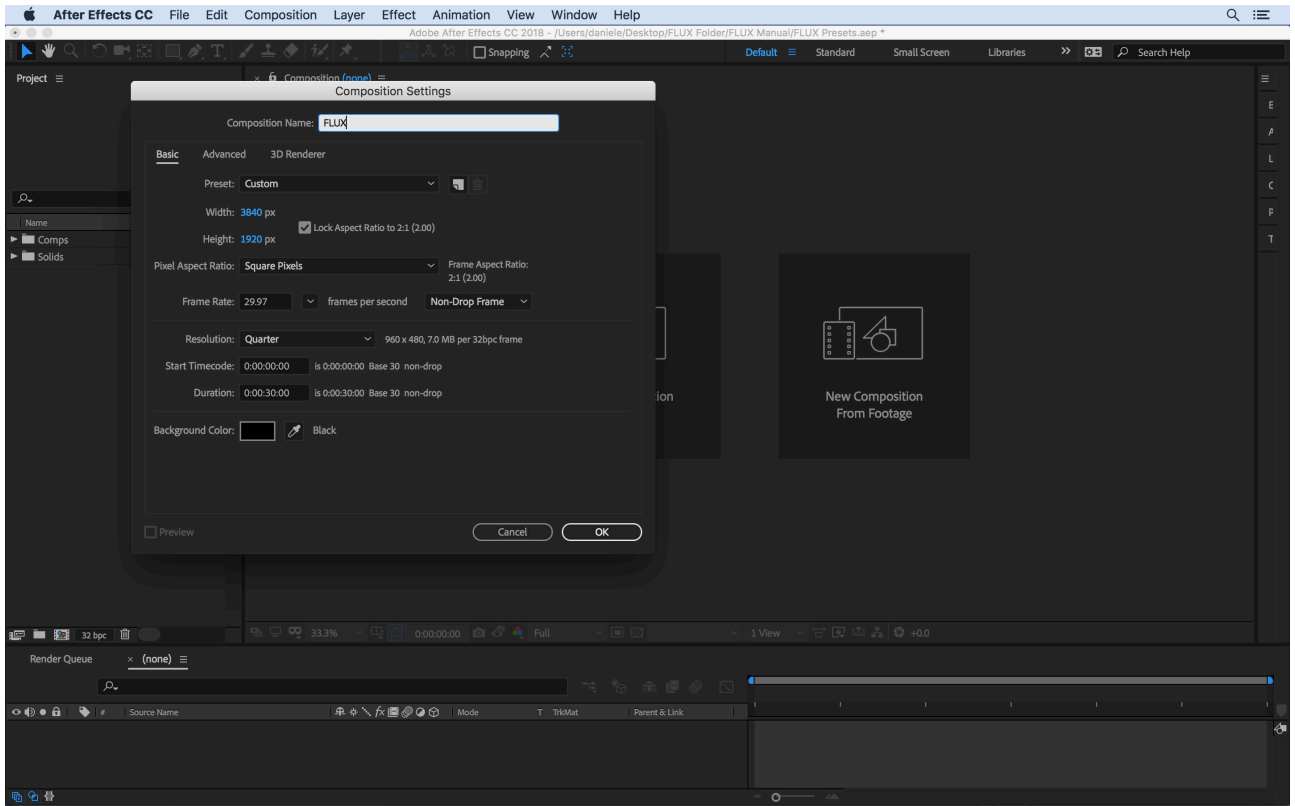 After Effects CC File Edit Composition Layer Effect Animation View Window Help
Adobe After Effects CC 2018 - /Users/daniele/Desktop/FLUX Folder/FLUX Manual/FLUX Presets.aep *
Snapping Default Standard Small Screen Libraries Search Help
Project × Composition (none)
Composition Settings
E
Composition Name: FLUX
A
Basic Advanced 3D Renderer
L
Preset: Custom
C
Width: 3840 px
P
Name
Lock Aspect Ratio to 2:1 (2.00)
Comps
Height: 1920 px
T
Solids
Pixel Aspect Ratio: Square Pixels Frame Aspect Ratio:
2:1 (2.00)
Frame Rate: 29.97 frames per second Non-Drop Frame
Resolution: Quarter 960 x 480, 7.0 MB per 32bpc frame
Start Timecode: 0:00:00:00 is 0:00:00:00 Base 30 non-drop
Duration: 0:00:30:00 is 0:00:30:00 Base 30 non-drop
tion New Composition
From Footage
Background Color: Black
Preview Cancel OK
32 bpc 33.3% 0:00:00:00 Full 1 View +0.0
Render Queue × (none)
# Source Name fx Mode T TrkMat Parent & Link